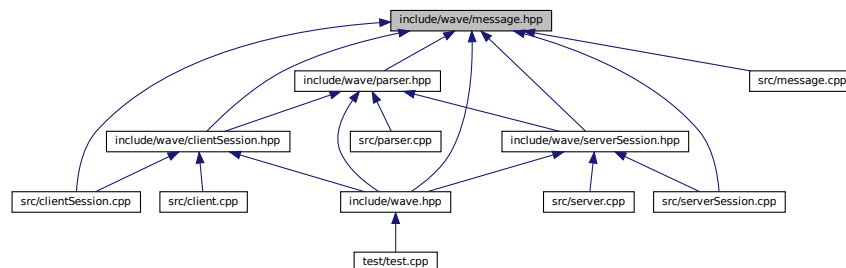 include/wave/message.hpp
include/wave/parser.hpp
src/message.cpp
include/wave/clientSession.hpp
src/parser.cpp
include/wave/serverSession.hpp
src/clientSession.cpp
src/client.cpp
include/wave.hpp
src/server.cpp
src/serverSession.cpp
test/test.cpp